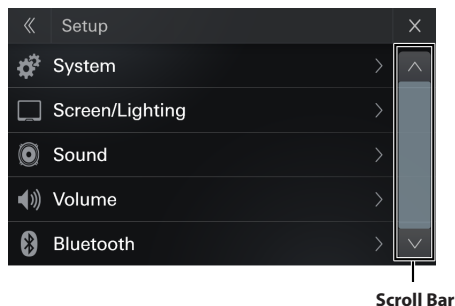 Setup
System
Screen/Lighting
Sound
Volume
Bluetooth
Scroll Bar